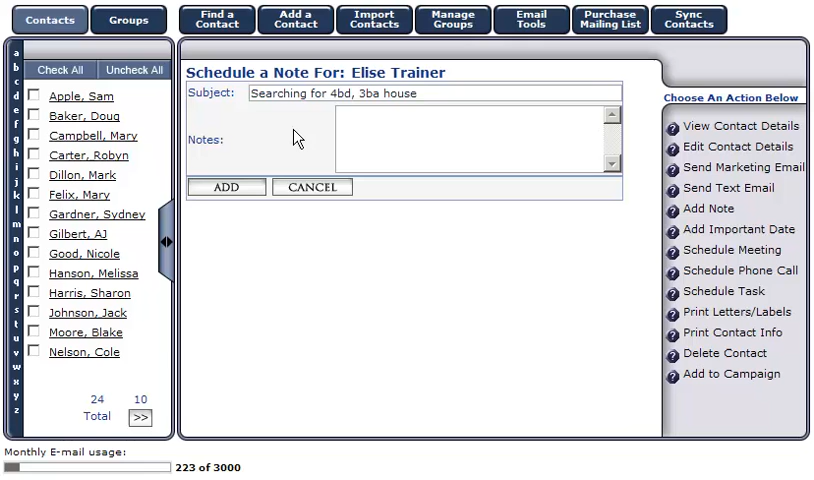 Contacts
Groups
Find a
Contact
Add a
Contact
Import
Contacts
Manage
Groups
Email
Tools
Purchase
Mailing List
Sync
Contacts
a
b
c
d
e
f
g
h
i
j
k
l
m
n
o
p
q
r
s
t
u
v
w
x
y
z
Check All
Uncheck All
Apple, Sam
Baker, Doug
Campbell, Mary
Carter, Robyn
Dillon, Mark
Felix, Mary
Gardner, Sydney
Gilbert, AJ
Good, Nicole
Hanson, Melissa
Harris, Sharon
Johnson, Jack
Moore, Blake
Nelson, Cole
24 10
Total >>
Schedule a Note For: Elise Trainer
Subject: Searching for 4bd, 3ba house
Notes:
ADD CANCEL
Choose An Action Below
? View Contact Details
? Edit Contact Details
? Send Marketing Email
? Send Text Email
? Add Note
? Add Important Date
? Schedule Meeting
? Schedule Phone Call
? Schedule Task
? Print Letters/Labels
? Print Contact Info
? Delete Contact
? Add to Campaign
Monthly E-mail usage:
223 of 3000